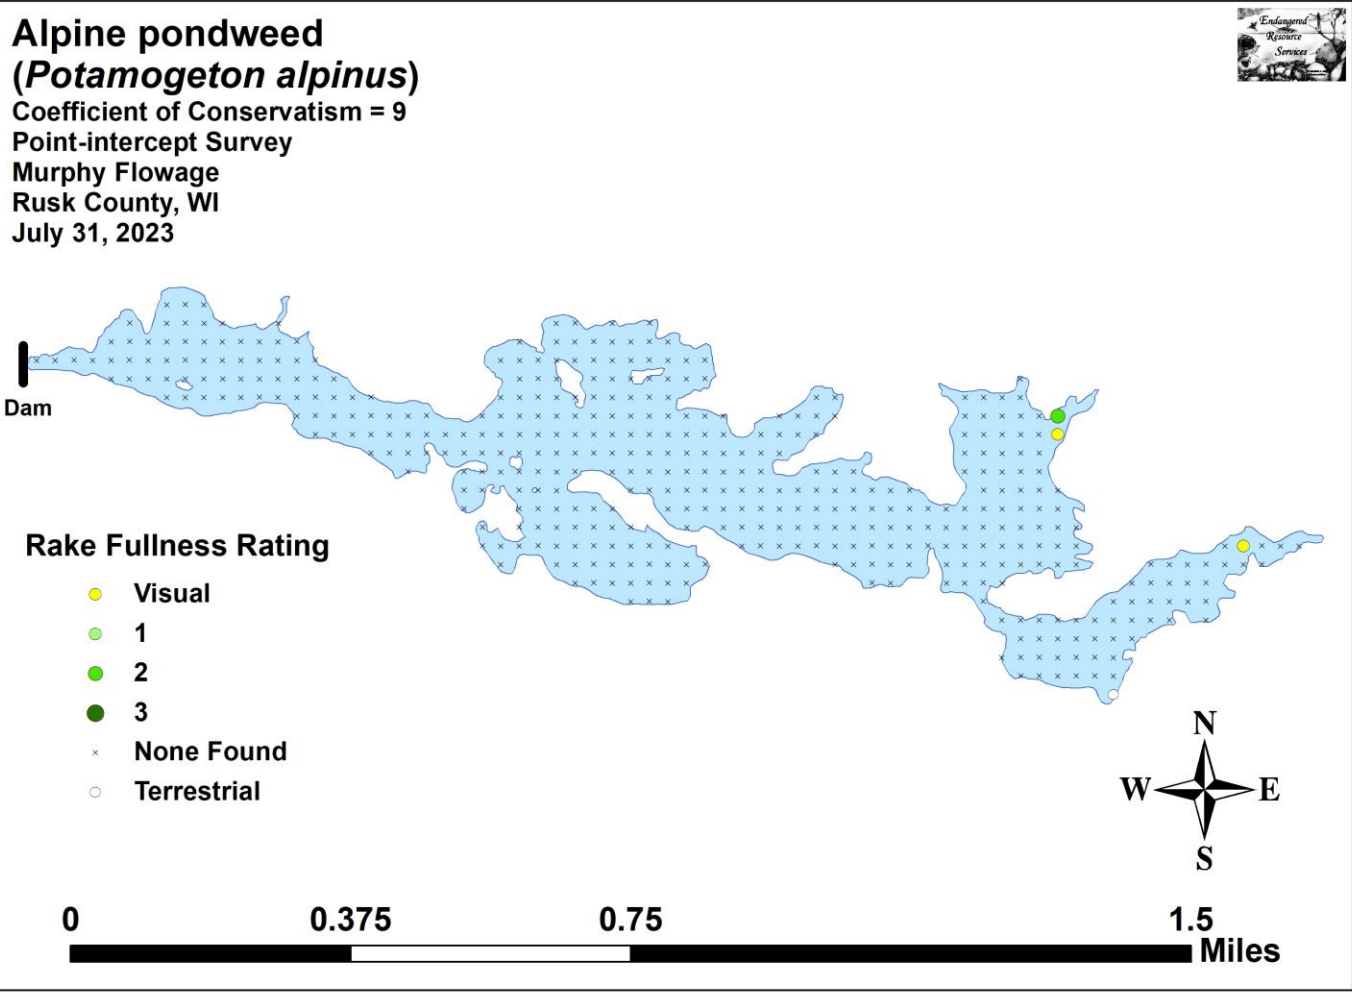 Alpine pondweed
(Potamogeton alpinus)
Coefficient of Conservatism = 9
Point-intercept Survey
Murphy Flowage
Rusk County, WI
July 31, 2023
Endangered
Resource
Services
Dam
Rake Fullness Rating
Visual
1
2
3
None Found
Terrestrial
N
W E
S
0 0.375 0.75 1.5
Miles